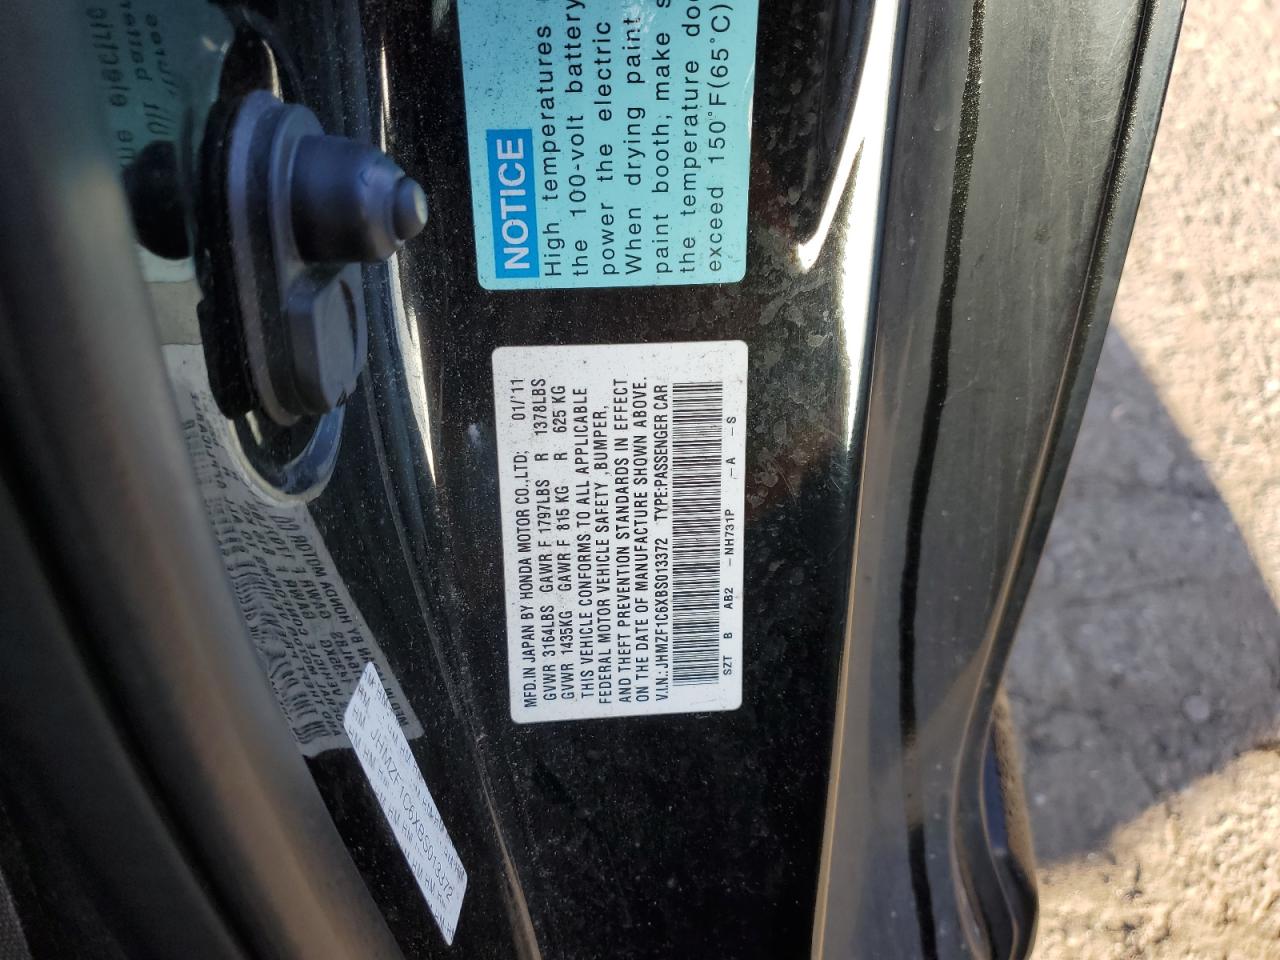 NOTICE
High temperatures
the 100-volt battery
power the electric
When drying paint
paint booth, make s
the temperature doe
exceed 150°F(65°C)
MFD.IN JAPAN BY HONDA MOTOR CO.,LTD; 01/'11
GVWR 3164LBS GAWR F 1797LBS R 1378LBS
GVWR 1435KG GAWR F 815 KG R 625 KG
THIS VEHICLE CONFORMS TO ALL APPLICABLE
FEDERAL MOTOR VEHICLE SAFETY ,BUMPER,
AND THEFT PREVENTION STANDARDS IN EFFECT
ON THE DATE OF MANUFACTURE SHOWN ABOVE.
V.I.N.:JHMZF1C6XBS013372 TYPE:PASSENGER CAR
SZT B AB2 -NH731P -A -S
JHMZF1C6XBS013372